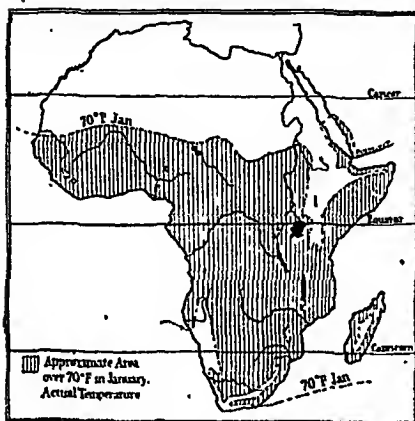 Cancer
70°F Jan
Equator
Capricorn
Approximate Area
over 70°F in January.
Actual Temperature
70°F Jan